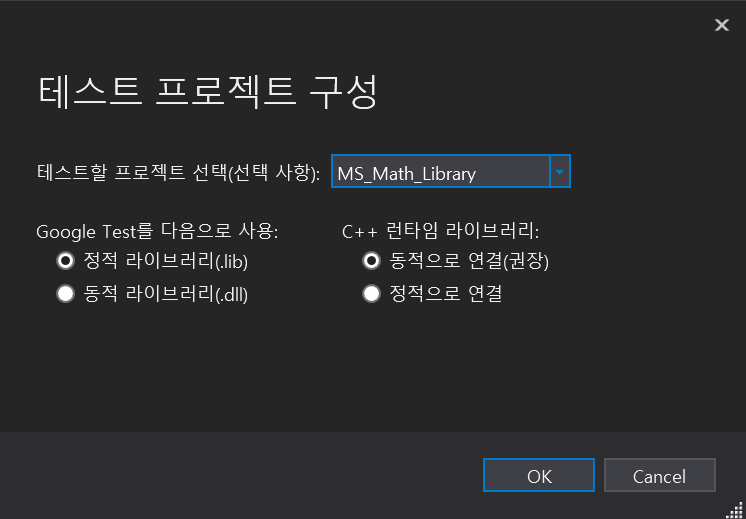 테스트 프로젝트 구성
테스트할 프로젝트 선택(선택 사항): MS_Math_Library
Google Test를 다음으로 사용: C++ 런타임 라이브러리:
정적 라이브러리(.lib) 동적으로 연결(권장)
동적 라이브러리(.dll) 정적으로 연결
OK Cancel